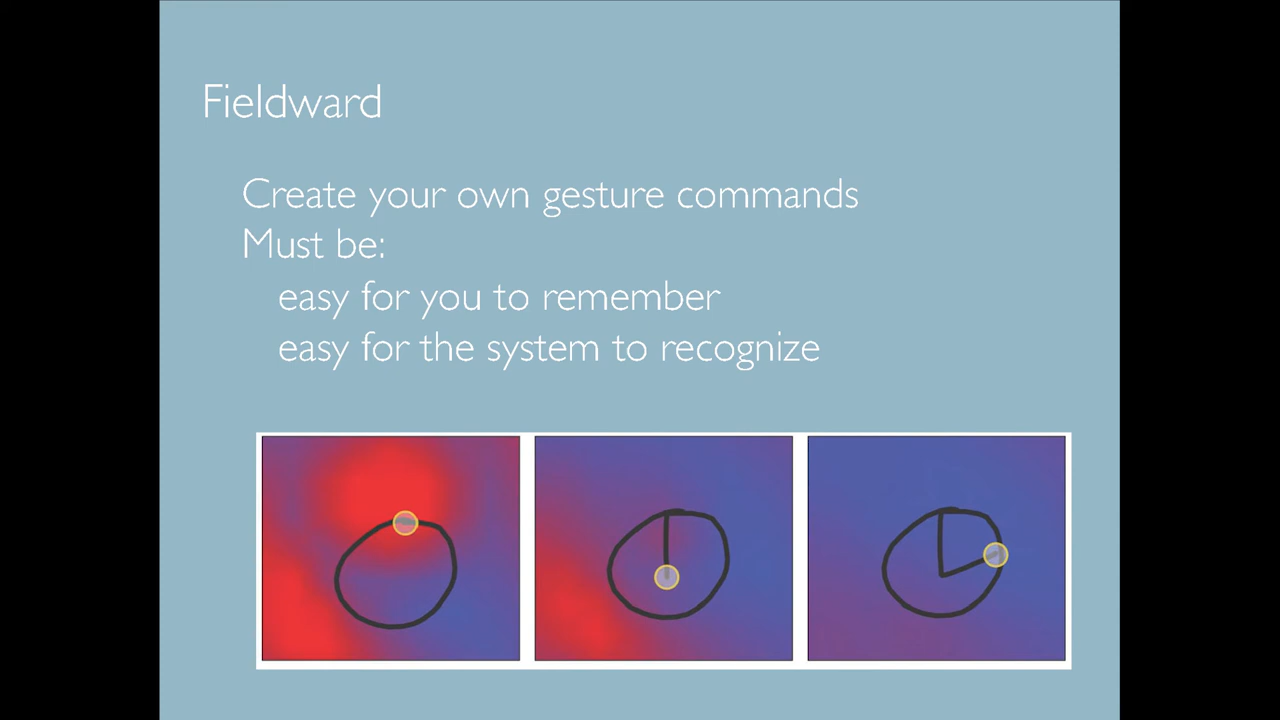 Fieldward
Create your own gesture commands
Must be:
easy for you to remember
easy for the system to recognize